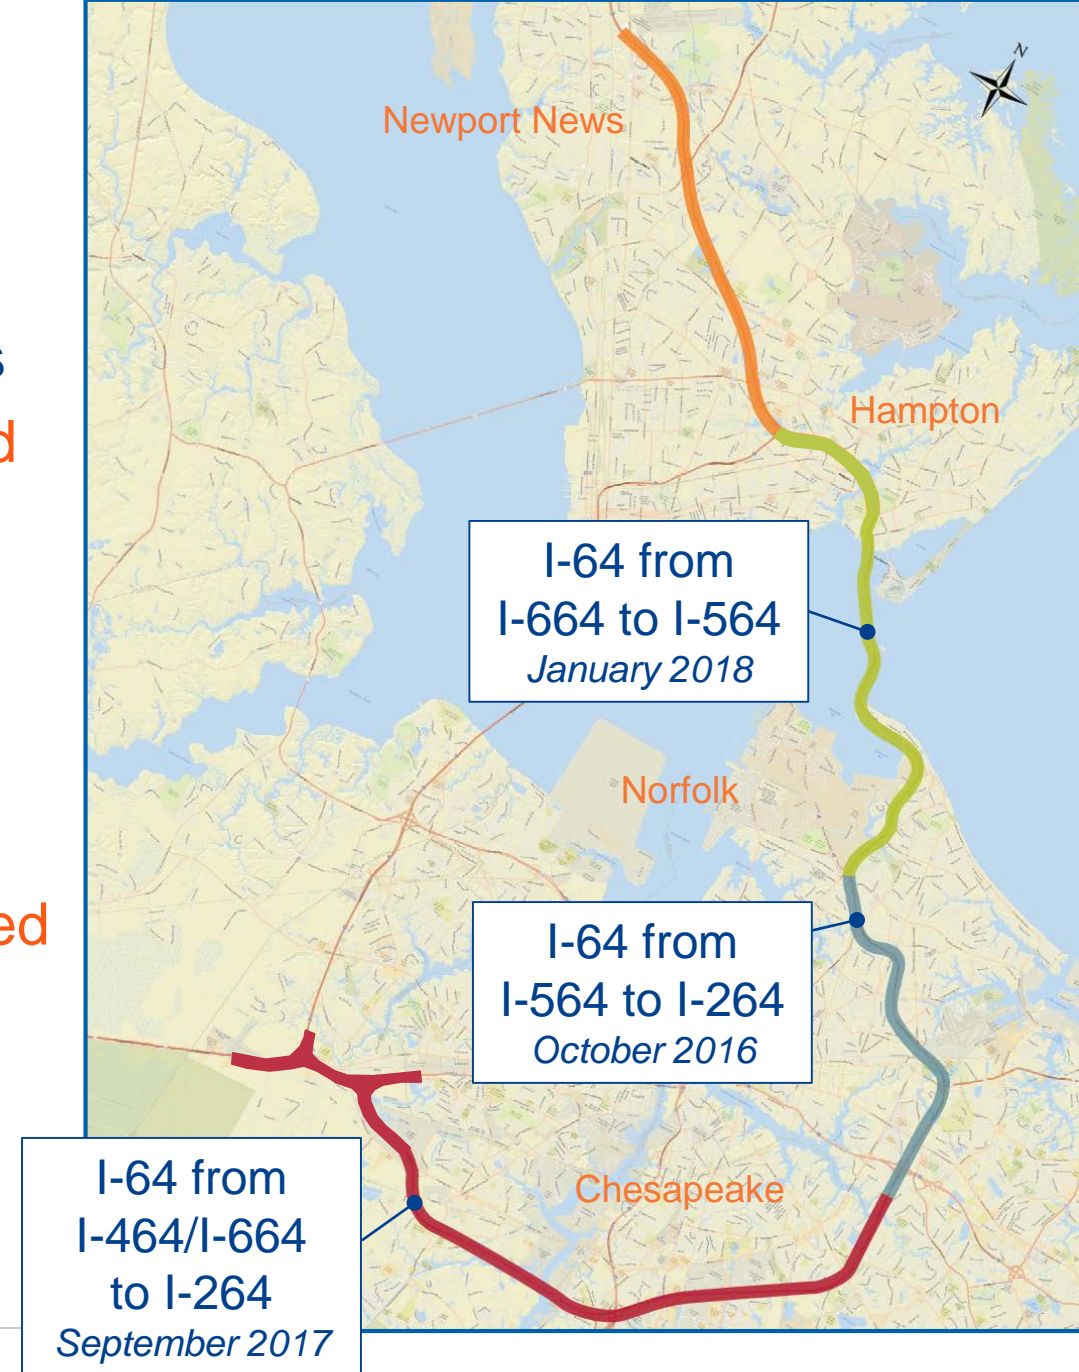 N
Newport News
s
d
Hampton
I-64 from
I-664 to I-564
January 2018
Norfolk
ed
I-64 from
I-564 to I-264
October 2016
Chesapeake
I-64 from
I-464/I-664
to I-264
September 2017